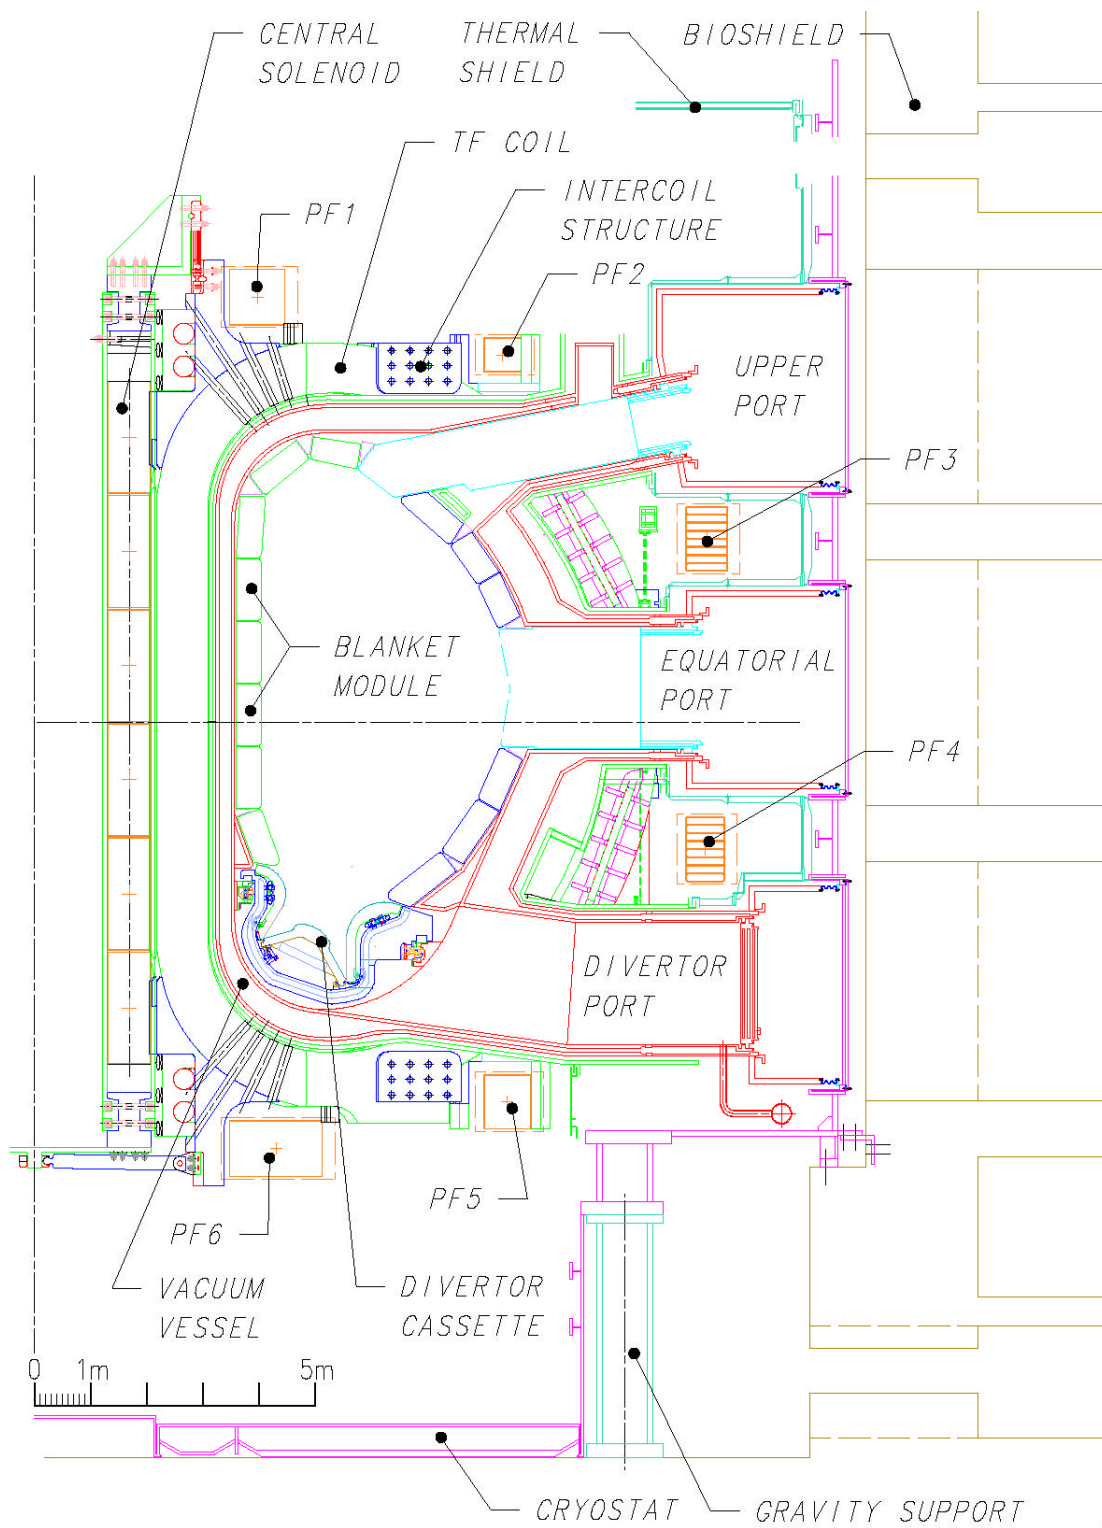 CENTRAL
SOLENOID
THERMAL
SHIELD
BIOSHIELD
TF COIL
INTERCOIL
STRUCTURE
PF1
PF2
UPPER
PORT
PF3
BLANKET
MODULE
EQUATORIAL
PORT
PF4
DIVERTOR
PORT
PF5
PF6
VACUUM
VESSEL
DIVERTOR
CASSETTE
0 1m 5m
CRYOSTAT
GRAVITY SUPPORT